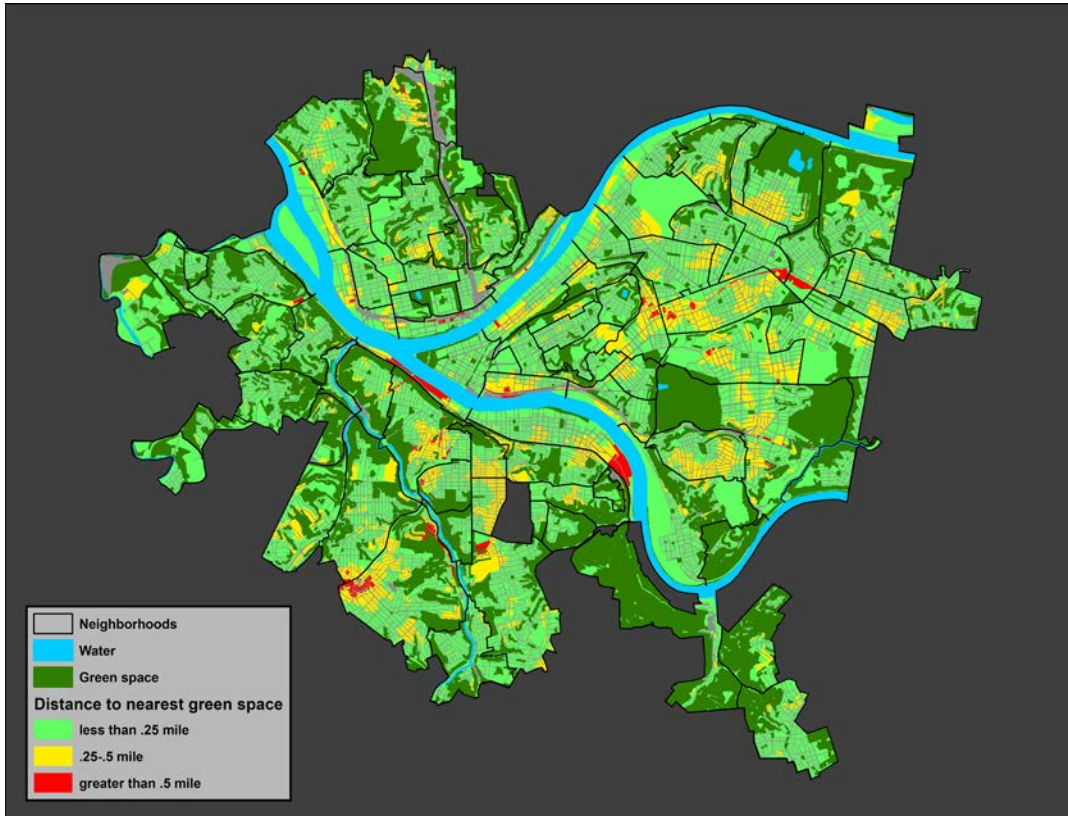 Neighborhoods
Water
Green space
Distance to nearest green space
less than .25 mile
.25-.5 mile
greater than .5 mile